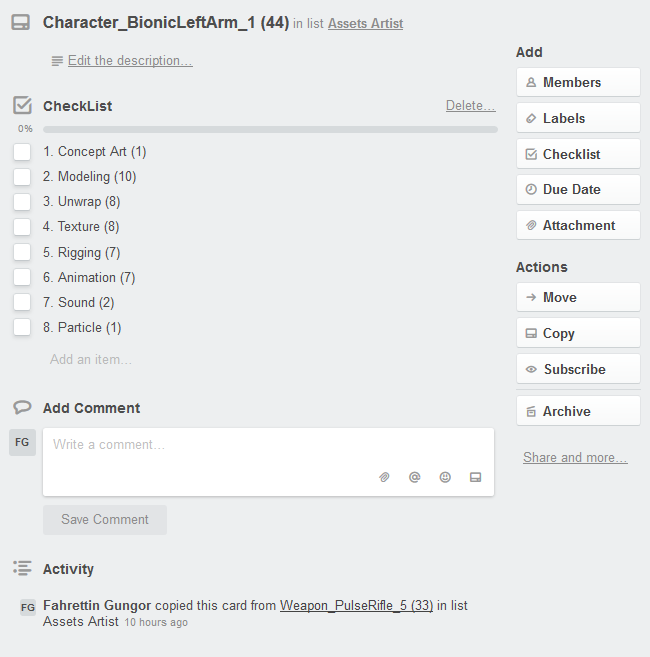 Character_BionicLeftArm_1 (44) in list Assets Artist
Edit the description...
CheckList
Delete...
0%
1. Concept Art (1)
2. Modeling (10)
3. Unwrap (8)
4. Texture (8)
5. Rigging (7)
6. Animation (7)
7. Sound (2)
8. Particle (1)
Add an item...
Add Comment
FG
Write a comment...
Save Comment
Activity
FG Fahrettin Gungor copied this card from Weapon_PulseRifle_5 (33) in list
Assets Artist 10 hours ago
Add
Members
Labels
Checklist
Due Date
Attachment
Actions
Move
Copy
Subscribe
Archive
Share and more...